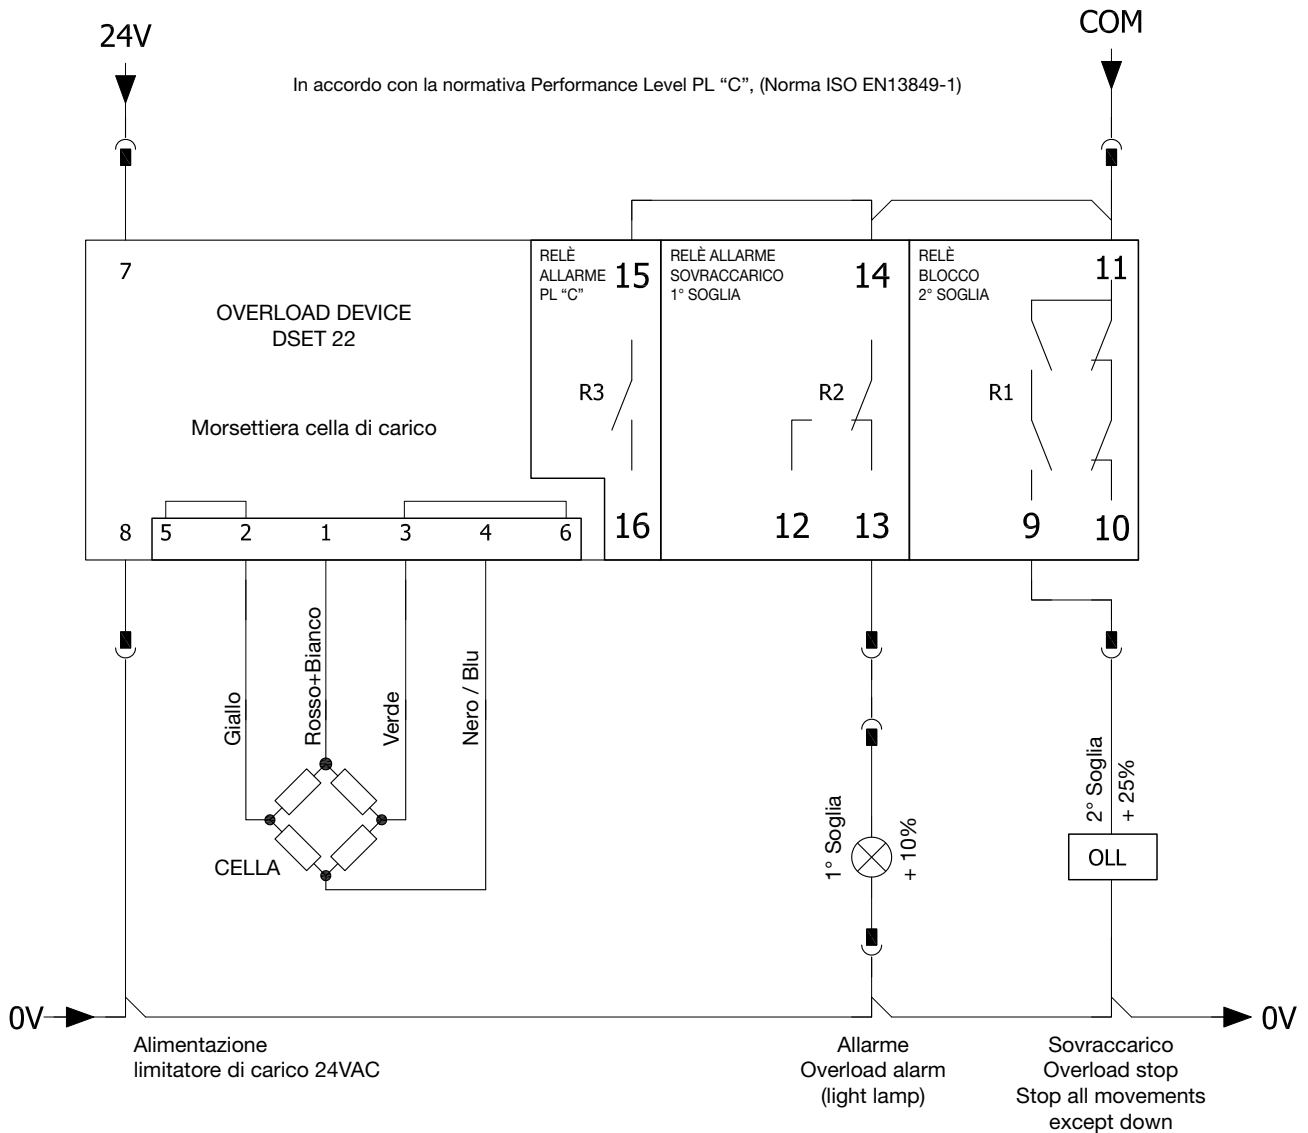 COM
24V
In accordo con la normativa Performance Level PL “C”, (Norma ISO EN13849-1)
7
OVERLOAD DEVICE
DSET 22
Morsettiera cella di carico
RELÈ
ALLARME
PL “C”
15
R3
16
RELÈ ALLARME
SOVRACCARICO
1° SOGLIA
14
R2
12
13
RELÈ
BLOCCO
2° SOGLIA
11
R1
9
10
8
5
2
1
3
4
6
Giallo
Rosso+Bianco
Verde
Nero / Blu
CELLA
1° Soglia
+ 10%
2° Soglia
+ 25%
OLL
0V
0V
Alimentazione
limitatore di carico 24VAC
Allarme
Overload alarm
(light lamp)
Sovraccarico
Overload stop
Stop all movements
except down